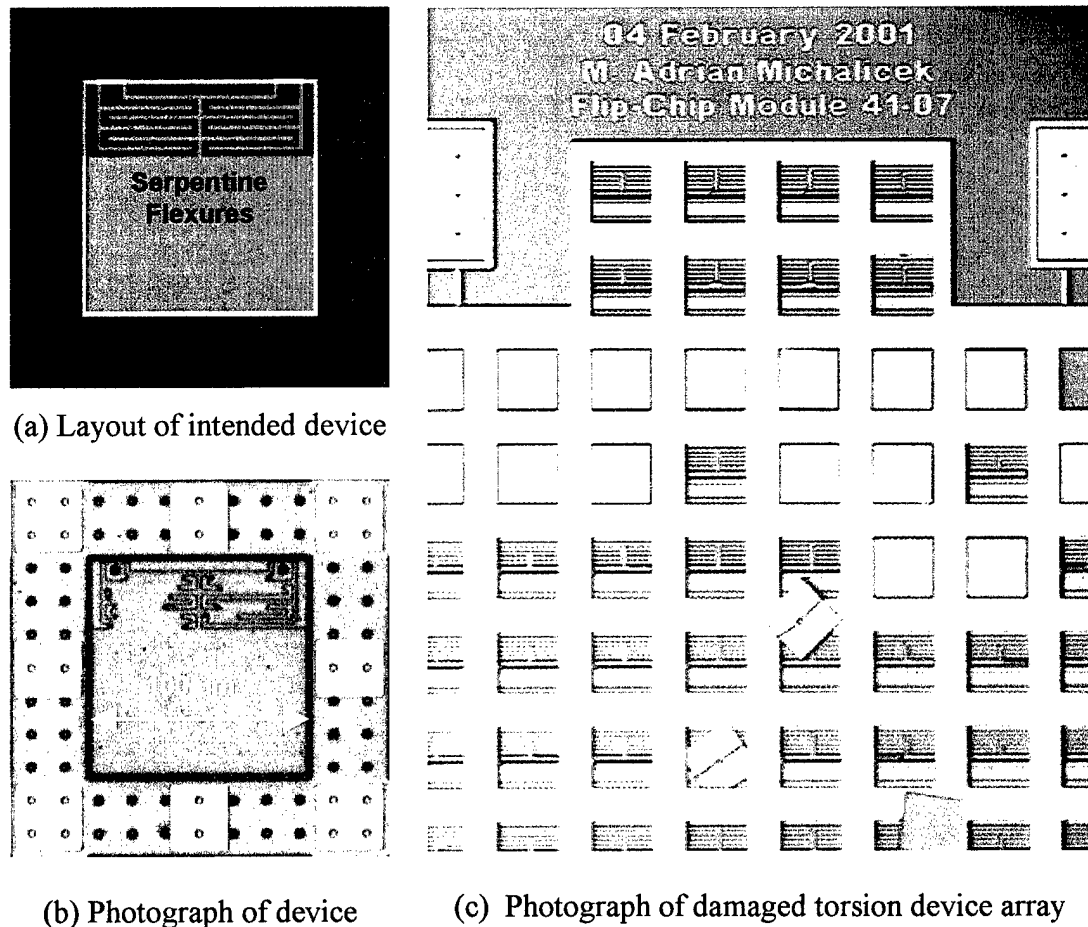 04 February 2001
M. Adrian Michalicek
Flip-Chip Module 41-07
Serpentine
Flexures
(a) Layout of intended device
(b) Photograph of device
(c) Photograph of damaged torsion device array